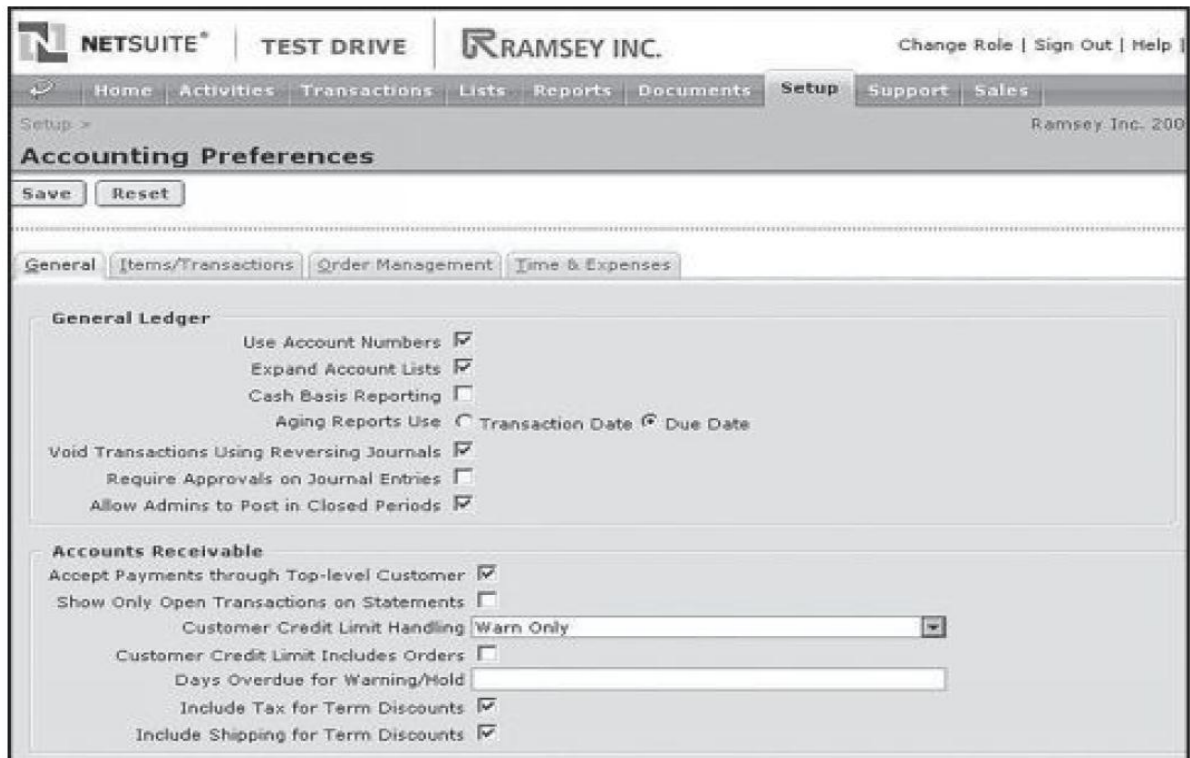 NETSUITE® TEST DRIVE RAMSEY INC. Change Role | Sign Out | Help |
Home Activities Transactions Lists Reports Documents Setup Support Sales
Setup > Ramsey Inc. 200
Accounting Preferences
Save Reset
General Items/Transactions Order Management Time & Expenses
General Ledger
Use Account Numbers
Expand Account Lists
Cash Basis Reporting
Aging Reports Use Transaction Date Due Date
Void Transactions Using Reversing Journals
Require Approvals on Journal Entries
Allow Admins to Post in Closed Periods
Accounts Receivable
Accept Payments through Top-level Customer
Show Only Open Transactions on Statements
Customer Credit Limit Handling Warn Only
Customer Credit Limit Includes Orders
Days Overdue for Warning/Hold
Include Tax for Term Discounts
Include Shipping for Term Discounts